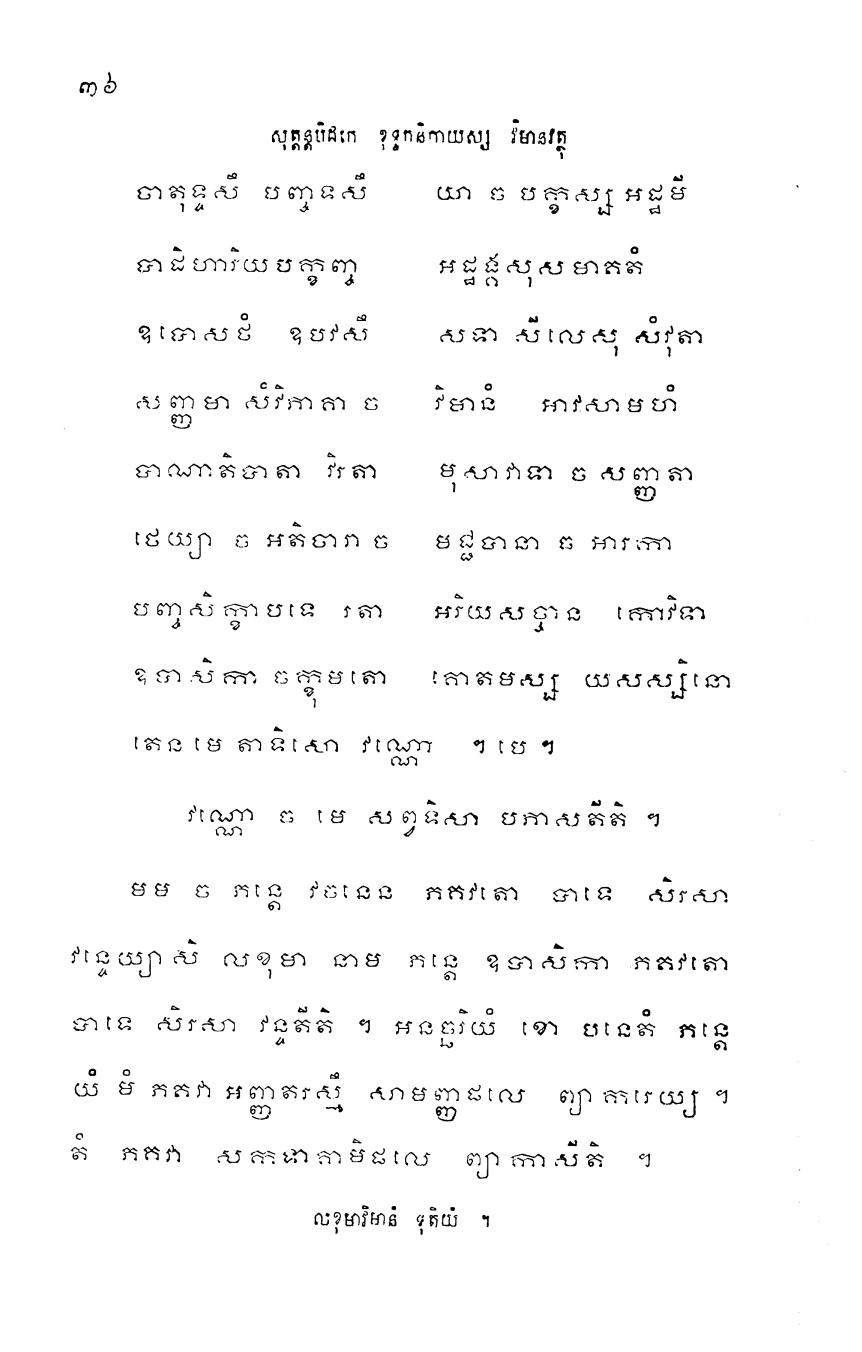 ៣៦
សុត្តន្តបិដកេ ខុទ្ទកនិកាយស្ស វិមានវត្ថុ
ចាតុទ្ទសឹ បញ្ចទសឹ យា ច បក្ខស្ស អដ្ឋមី
បាដិហារិយបក្ខញ្ច អដ្ឋង្គសុសមាគតំ
ឧបោសថំ ឧបវសឹ សទា សីលេសុ សំវុតា
សញ្ញមា សំវិភាគា ច វិមានំ អាវសាមហំ
បាណាតិបាតា វិរតា មុសាវាទា ច សញ្ញតា
ថេយ្យា ច អតិចារា ច មជ្ជបានា ច អារកា
បញ្ចសិក្ខាបទេ រតា អរិយសច្ចាន កោវិទា
ឧបាសិកា ចក្ខុមតោ គោតមស្ស យសស្សិនោ
តេន មេ តាទិសោ វណ្ណោ ។ បេ ។
វណ្ណោ ច មេ សព្វទិសា បភាសតីតិ ។
មម ច ភន្តេ វចនេន ភគវតោ បាទេ សិរសា
វន្ទេយ្យាសិ លខុមា នាម ភន្តេ ឧបាសិកា ភគវតោ
បាទេ សិរសា វន្ទតីតិ ។ អនច្ឆរិយំ ខោ បនេតំ ភន្តេ
យំ មំ ភគវា អញ្ញតរស្មឹ សាមញ្ញផលេ ព្យាករេយ្យ ។
តំ ភគវា សកទាគាមិផលេ ព្យាកាសីតិ ។
លខុមាវិមានំ ទុតិយំ ។